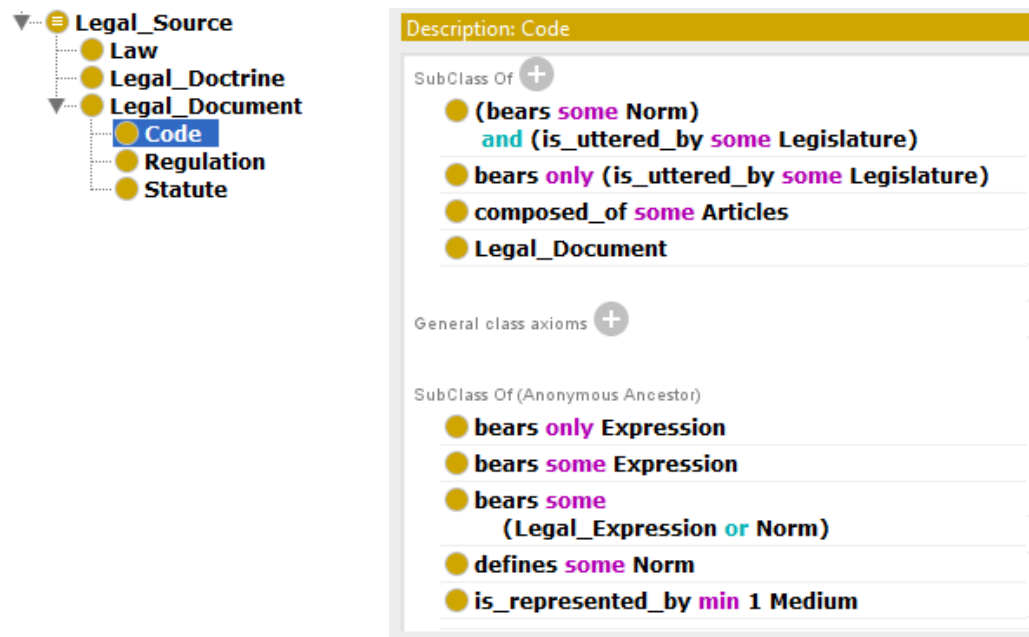 Legal_Source
Law
Legal_Doctrine
Legal_Document
Code
Regulation
Statute
Description: Code
SubClass Of
(bears some Norm)
and (is_uttered_by some Legislature)
bears only (is_uttered_by some Legislature)
composed_of some Articles
Legal_Document
General class axioms
SubClass Of (Anonymous Ancestor)
bears only Expression
bears some Expression
bears some
(Legal_Expression or Norm)
defines some Norm
is_represented_by min 1 Medium